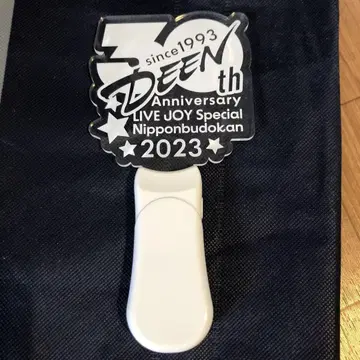 30th
since1993
DEEN
Anniversary
LIVE JOY Special
Nipponbudokan
2023